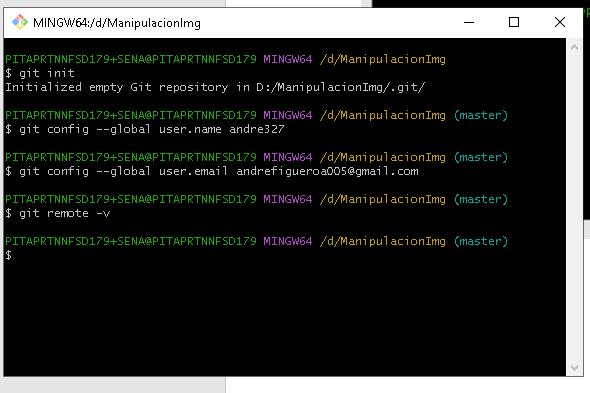 MINGW64:/d/ManipulacionImg
PITAPRTNNFSD179+SENA@PITAPRTNNFSD179 MINGW64 /d/ManipulacionImg
$ git init
Initialized empty Git repository in D:/ManipulacionImg/.git/
PITAPRTNNFSD179+SENA@PITAPRTNNFSD179 MINGW64 /d/ManipulacionImg (master)
$ git config --global user.name andre327
PITAPRTNNFSD179+SENA@PITAPRTNNFSD179 MINGW64 /d/ManipulacionImg (master)
$ git config --global user.email andrefigueroa005@gmail.com
PITAPRTNNFSD179+SENA@PITAPRTNNFSD179 MINGW64 /d/ManipulacionImg (master)
$ git remote -v
PITAPRTNNFSD179+SENA@PITAPRTNNFSD179 MINGW64 /d/ManipulacionImg (master)
$